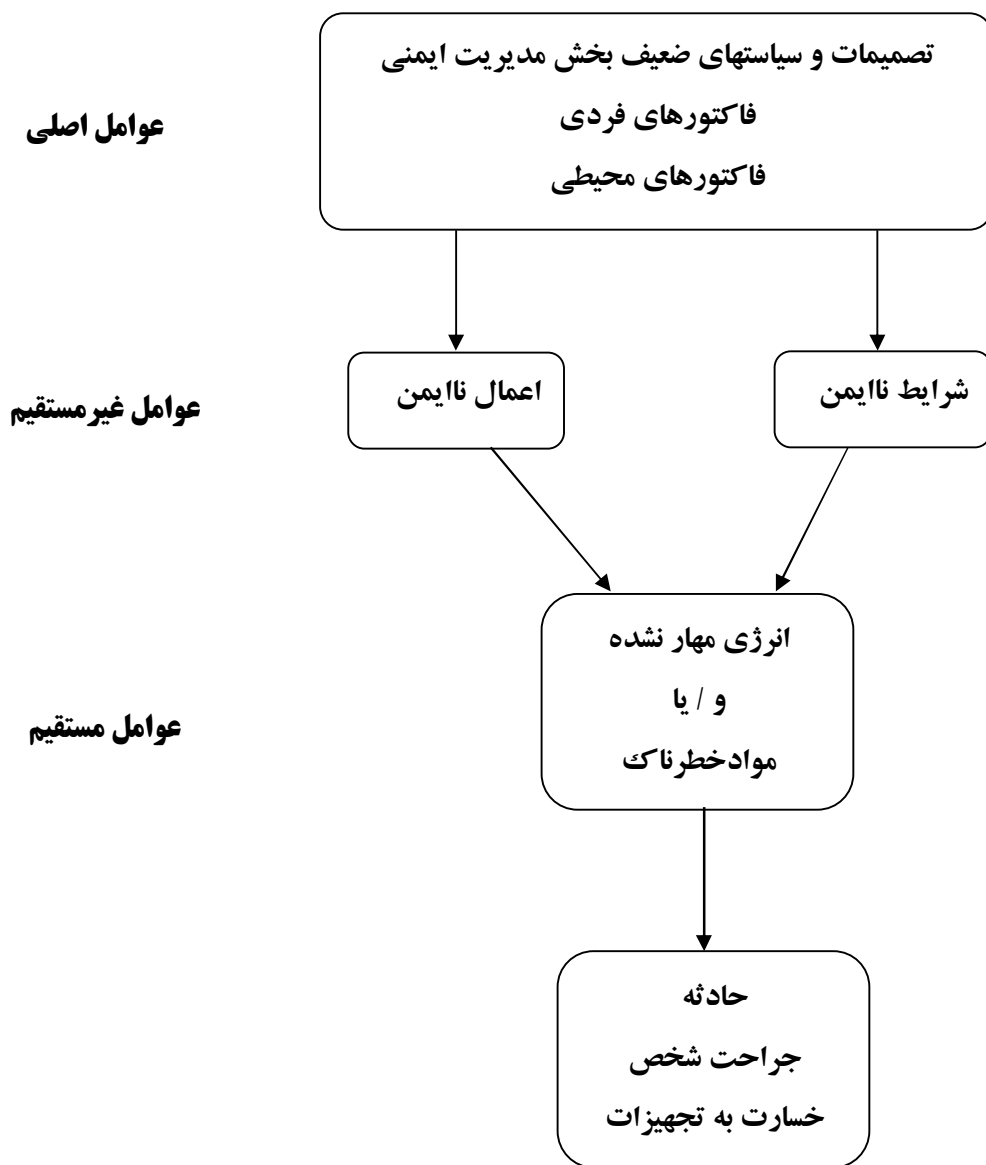 تصمیمات و سیاستهای ضعیف بخش مدیریت ایمنی
فاکتورهای فردی
فاکتورهای محیطی
عوامل اصلی
شرایط ناایمن
اعمال ناایمن
عوامل غیرمستقیم
انرژی مهار نشده
و / یا
موادخطرناک
عوامل مستقیم
حادثه
جراحت شخص
خسارت به تجهیزات